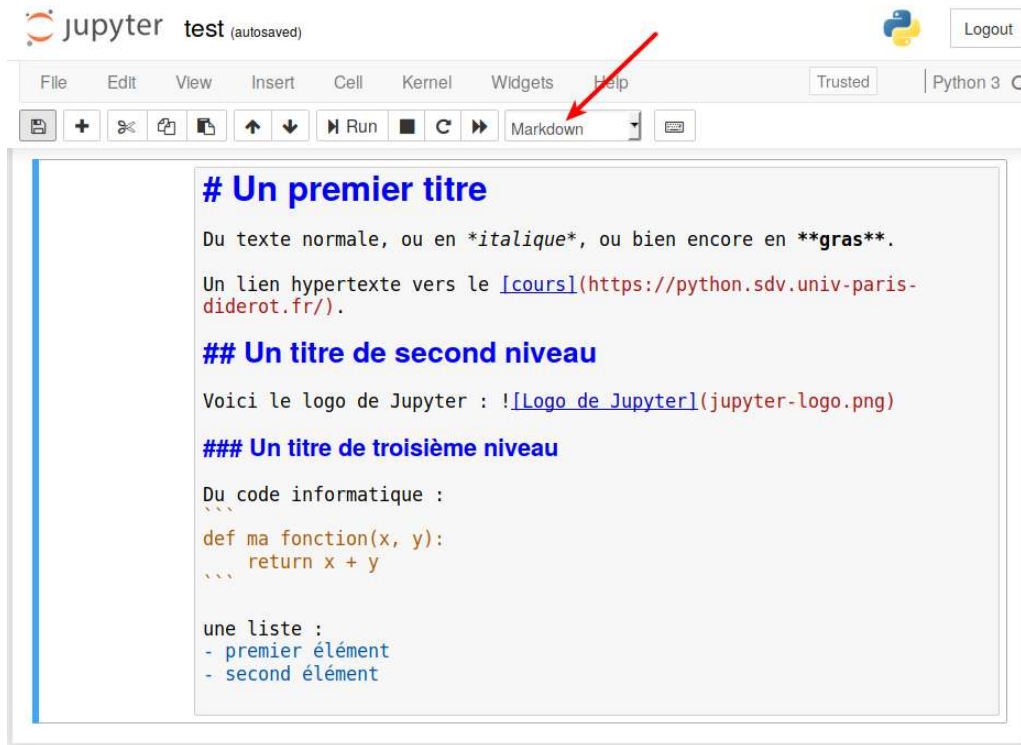 jupyter test (autosaved) Logout
File Edit View Insert Cell Kernel Widgets Help Trusted Python 3
Run Markdown
# Un premier titre
Du texte normale, ou en *italique*, ou bien encore en **gras**.
Un lien hypertexte vers le [cours](https://python.sdv.univ-paris-
diderot.fr/).
## Un titre de second niveau
Voici le logo de Jupyter : ![Logo de Jupyter](jupyter-logo.png)
### Un titre de troisième niveau
Du code informatique :
```
def ma fonction(x, y):
    return x + y
```
une liste :
- premier élément
- second élément